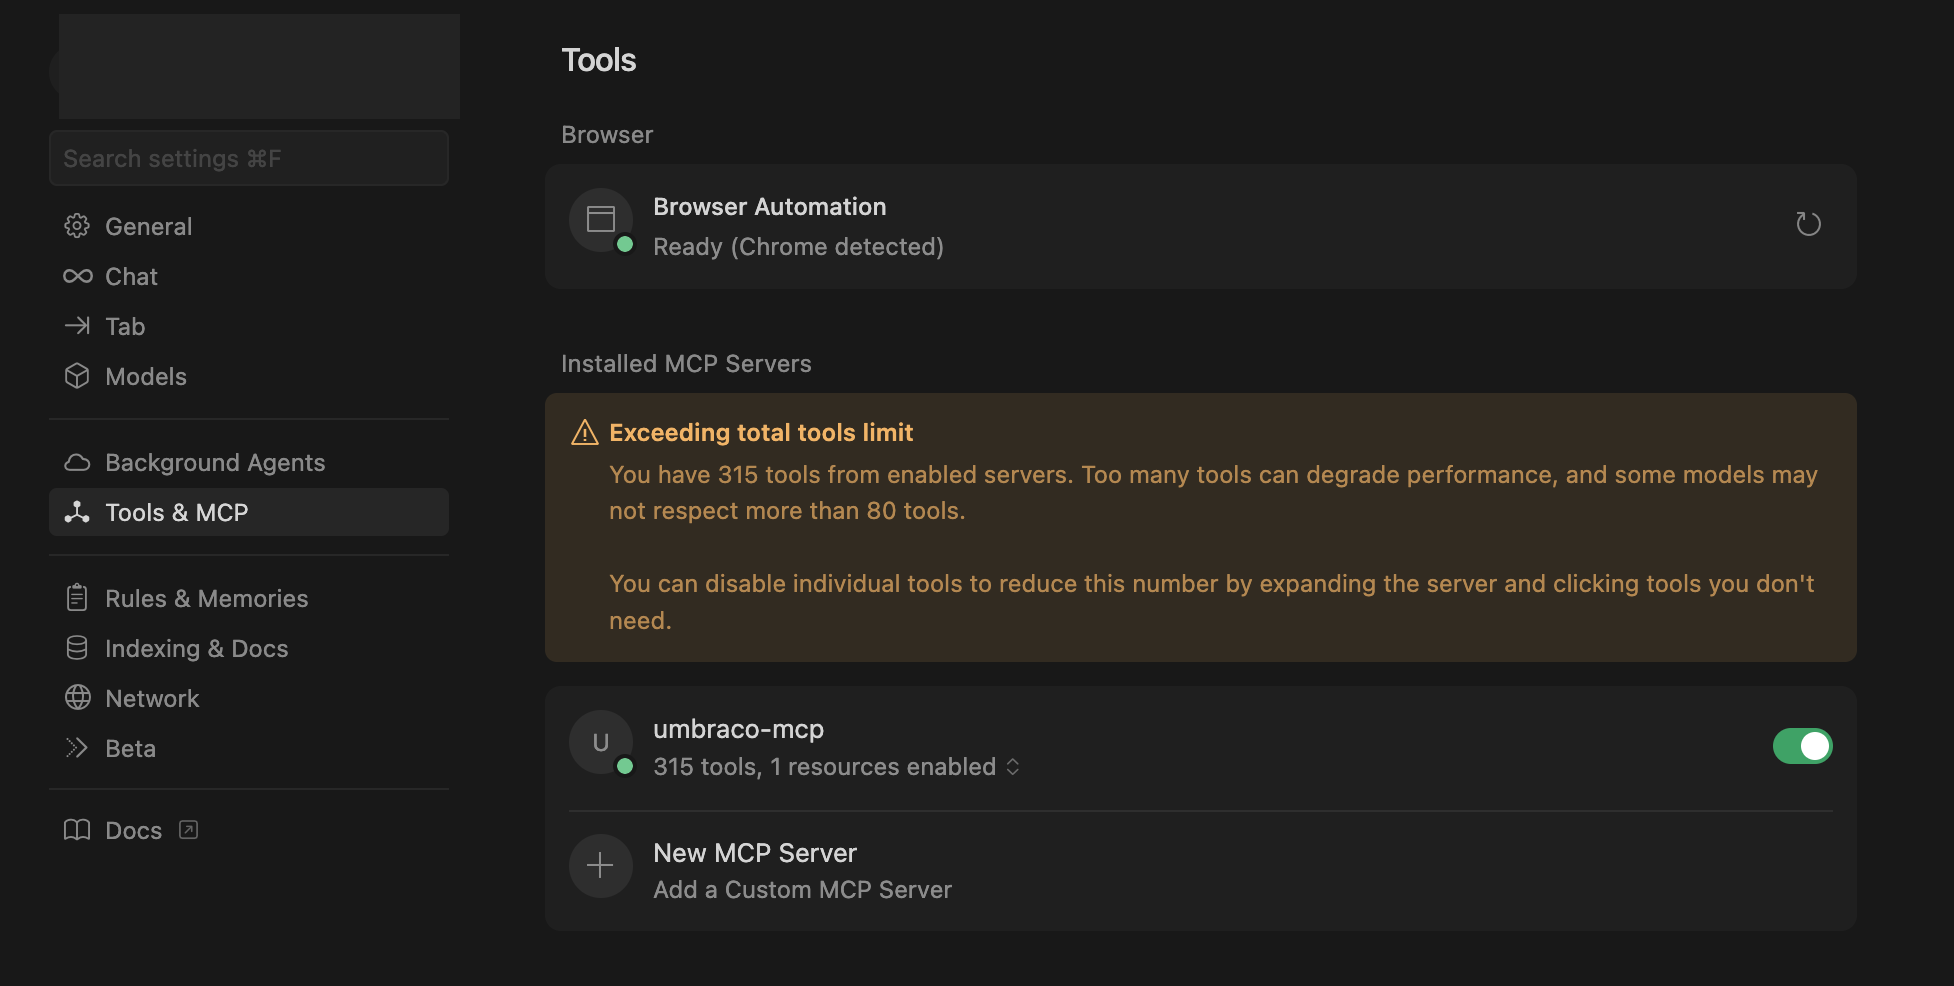 Search settings ⌘F
General
Chat
Tab
Models
Background Agents
Tools & MCP
Rules & Memories
Indexing & Docs
Network
Beta
Docs
Tools
Browser
Browser Automation
Ready (Chrome detected)
Installed MCP Servers
Exceeding total tools limit
You have 315 tools from enabled servers. Too many tools can degrade performance, and some models may
not respect more than 80 tools.
You can disable individual tools to reduce this number by expanding the server and clicking tools you don't
need.
U
umbraco-mcp
315 tools, 1 resources enabled
New MCP Server
Add a Custom MCP Server